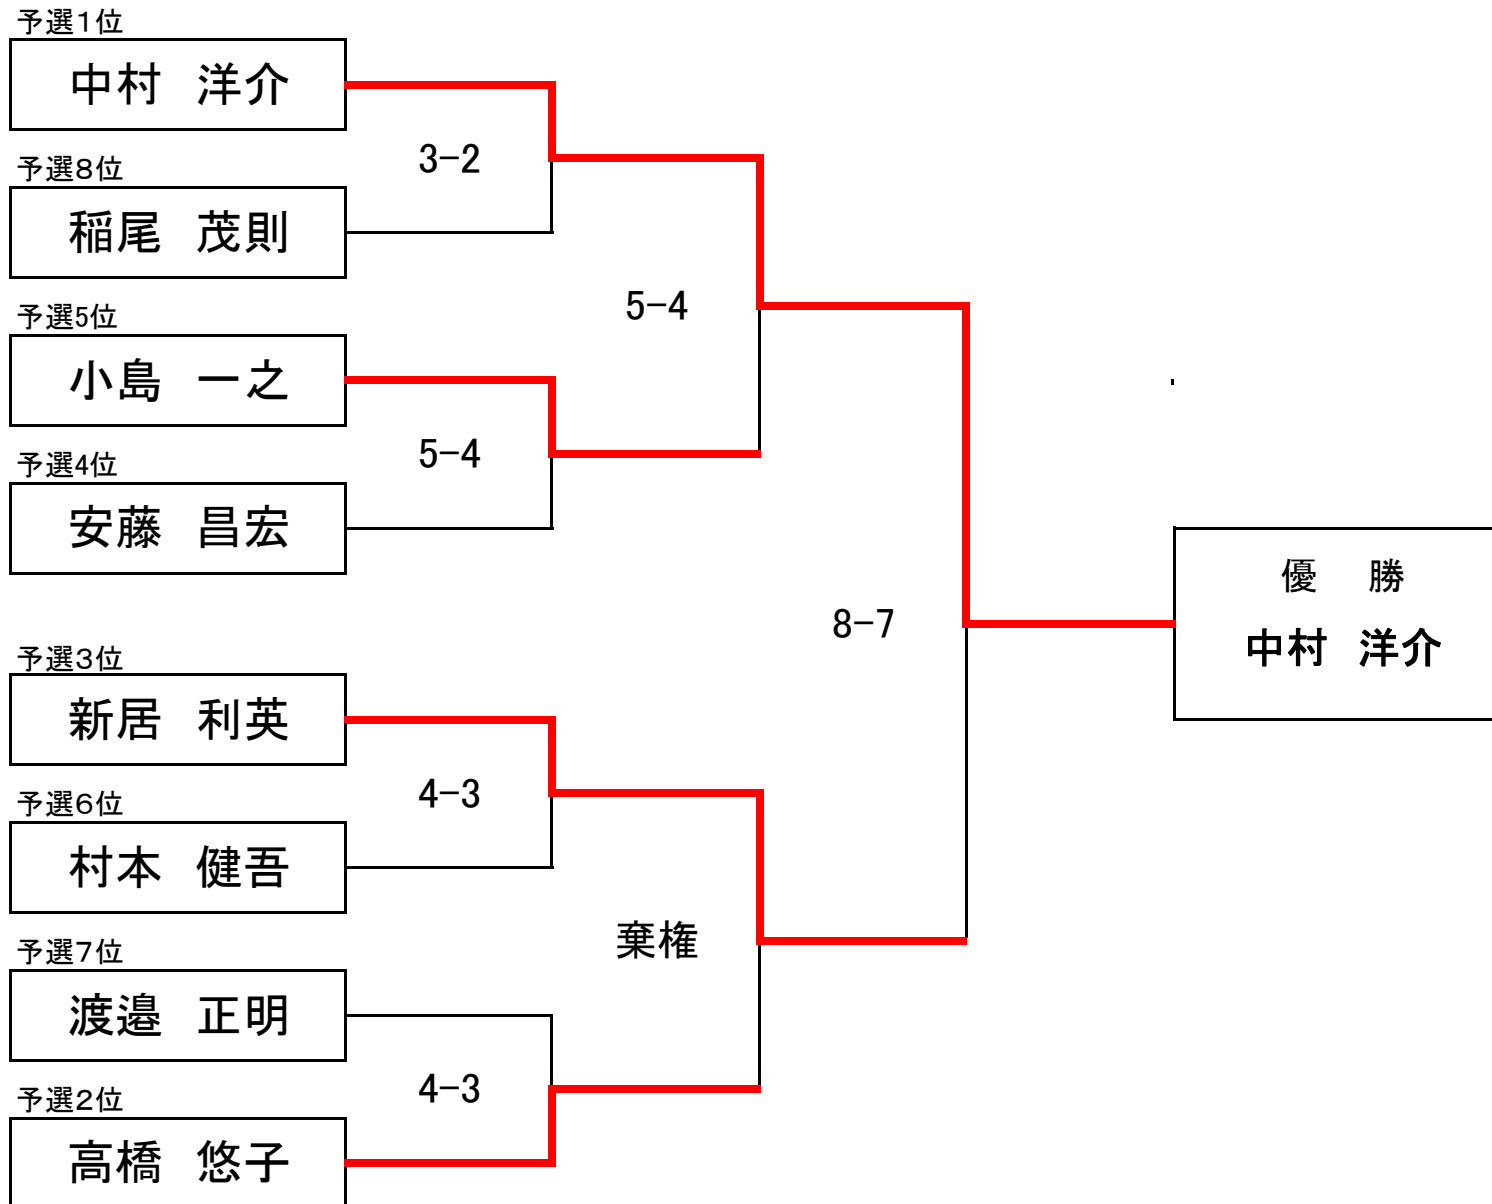 予選1位
中村　洋介
3-2
予選8位
稲尾　茂則
予選5位
5-4
小島　一之
5-4
予選4位
安藤　昌宏
優　勝
8-7
中村　洋介
予選3位
新居　利英
4-3
予選6位
村本　健吾
棄権
予選7位
渡邉　正明
4-3
予選2位
高橋　悠子